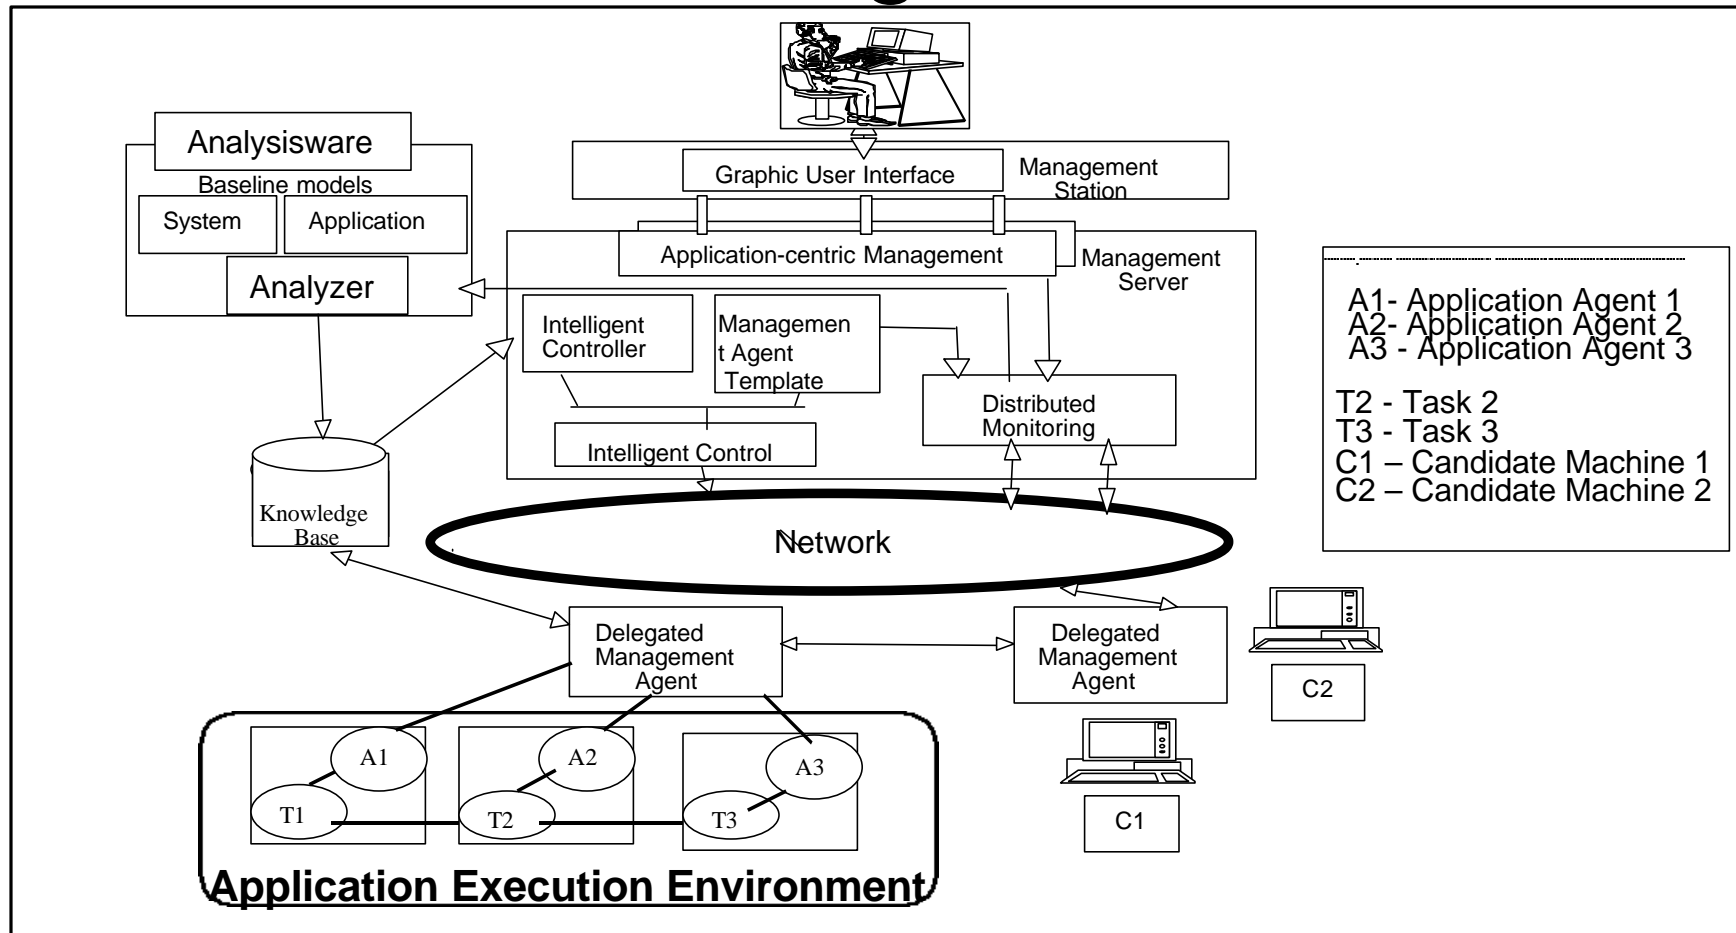 Analysisware
Baseline models
System
Application
Analyzer
Graphic User Interface
Management
Station
Application-centric Management
Management
Server
Intelligent
Controller
Managemen
t Agent
Template
Distributed
Monitoring
Intelligent Control
A1- Application Agent 1
A2- Application Agent 2
A3 - Application Agent 3
T2 - Task 2
T3 - Task 3
C1 – Candidate Machine 1
C2 – Candidate Machine 2
Knowledge
Base
Network
Delegated
Management
Agent
Delegated
Management
Agent
C2
C1
A1
A2
A3
T1
T2
T3
Application Execution Environment